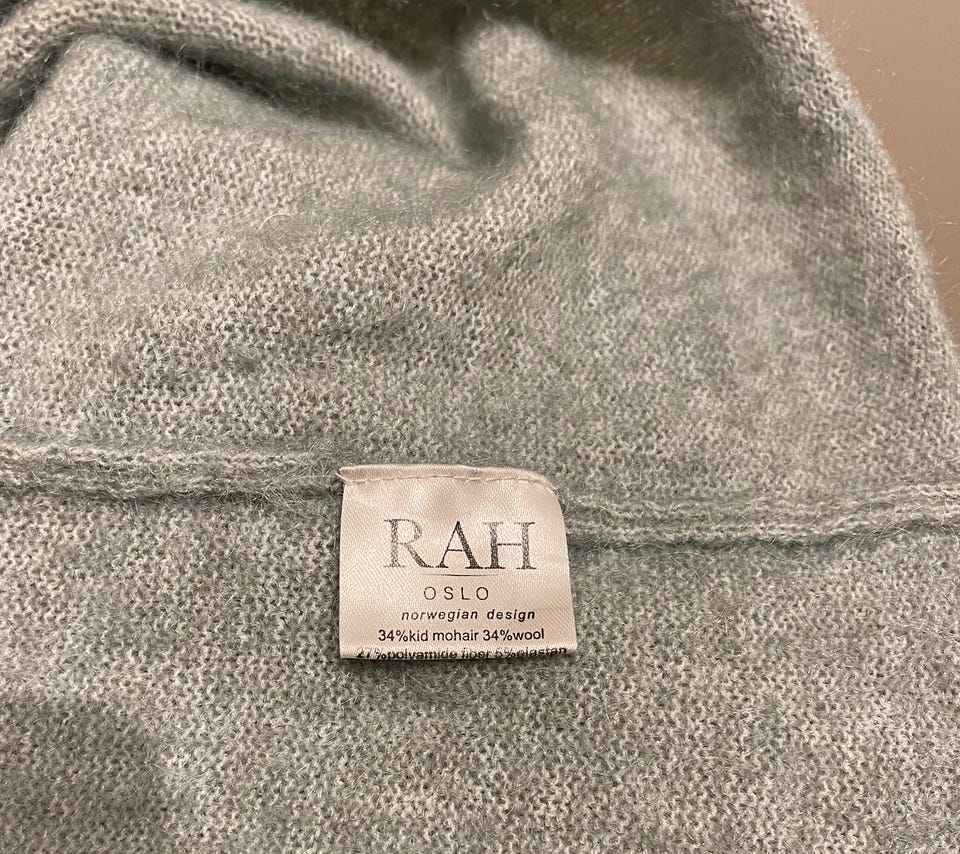 RAH
OSLO
norwegian design
34%kid mohair 34%wool
27%polyamide fiber 5%elastan